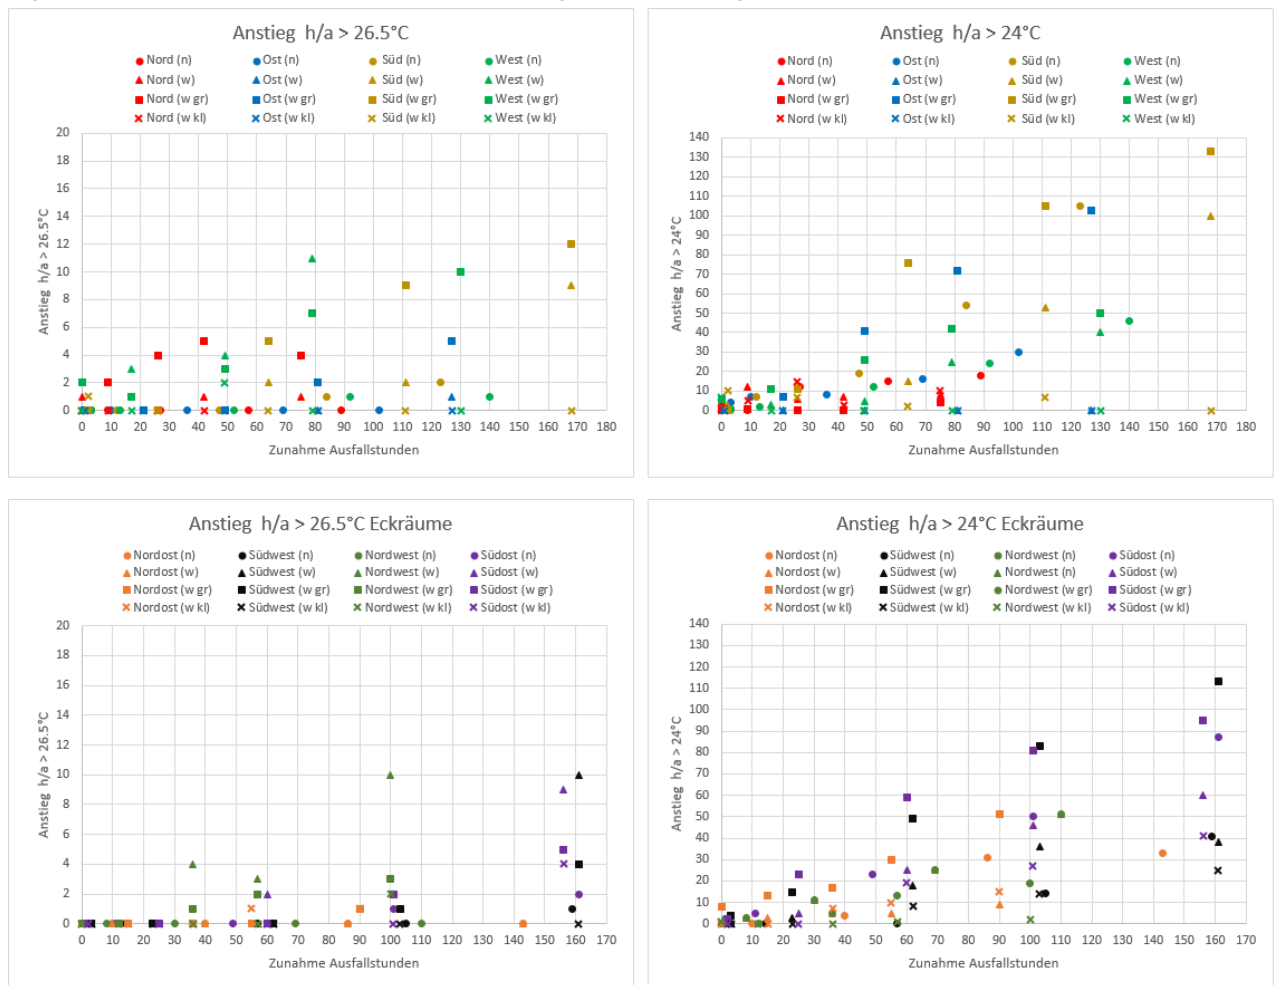 Anstieg h/a > 26.5°C
Nord (n) Ost (n) Süd (n) West (n)
Nord (w) Ost (w) Süd (w) West (w)
Nord (w gr) Ost (w gr) Süd (w gr) West (w gr)
Nord (w kl) Ost (w kl) Süd (w kl) West (w kl)
20
18
16
14
12
10
8
6
4
2
0
Anstieg h/a > 26.5°C
0 10 20 30 40 50 60 70 80 90 100 110 120 130 140 150 160 170 180
Zunahme Ausfallstunden
Anstieg h/a > 24°C
Nord (n) Ost (n) Süd (n) West (n)
Nord (w) Ost (w) Süd (w) West (w)
Nord (w gr) Ost (w gr) Süd (w gr) West (w gr)
Nord (w kl) Ost (w kl) Süd (w kl) West (w kl)
140
130
120
110
100
90
80
70
60
50
40
30
20
10
0
Anstieg h/a > 24°C
0 10 20 30 40 50 60 70 80 90 100 110 120 130 140 150 160 170 180
Zunahme Ausfallstunden
Anstieg h/a > 26.5°C Eckräume
Nordost (n) Südwest (n) Nordwest (n) Südost (n)
Nordost (w) Südwest (w) Nordwest (w) Südost (w)
Nordost (w gr) Südwest (w gr) Nordwest (w gr) Südost (w gr)
Nordost (w kl) Südwest (w kl) Nordwest (w kl) Südost (w kl)
20
18
16
14
12
10
8
6
4
2
0
Anstieg h/a > 26.5°C
0 10 20 30 40 50 60 70 80 90 100 110 120 130 140 150 160 170
Zunahme Ausfallstunden
Anstieg h/a > 24°C Eckräume
Nordost (n) Südwest (n) Nordwest (n) Südost (n)
Nordost (w) Südwest (w) Nordwest (n) Südost (w)
Nordost (w gr) Südwest (w gr) Nordwest (w gr) Südost (w gr)
Nordost (w kl) Südwest (w kl) Nordwest (w kl) Südost (w kl)
140
130
120
110
100
90
80
70
60
50
40
30
20
10
0
Anstieg h/a > 24°C
0 10 20 30 40 50 60 70 80 90 100 110 120 130 140 150 160 170
Zunahme Ausfallstunden